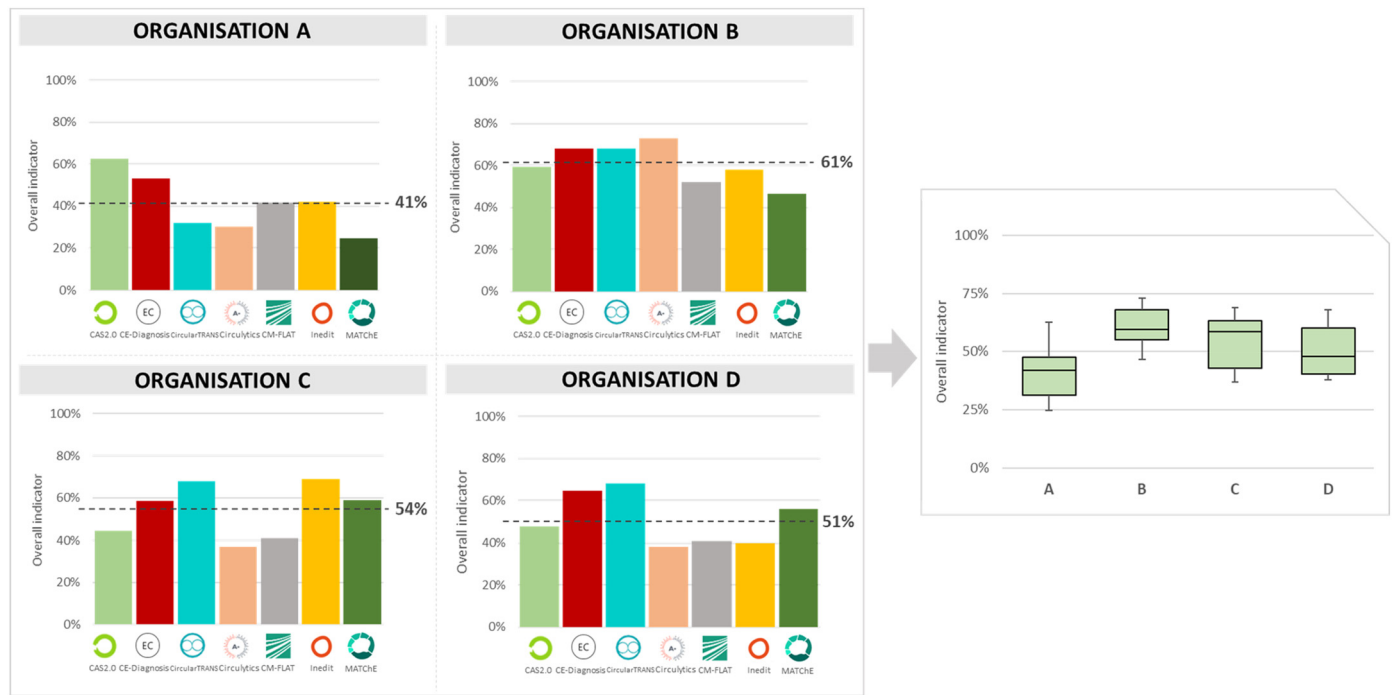 ORGANISATION A
Overall indicator
100%
80%
60%
40%
20%
0%
41%
EC
A-
CAS2.0 CE-Diagnosis CircularTRANS Circulytics CM-FLAT Inedit MATChE
ORGANISATION B
Overall indicator
100%
80%
60%
40%
20%
0%
61%
EC
A-
CAS2.0 CE-Diagnosis CircularTRANS Circulytics CM-FLAT Inedit MATChE
ORGANISATION C
Overall indicator
100%
80%
60%
40%
20%
0%
54%
EC
A-
CAS2.0 CE-Diagnosis CircularTRANS Circulytics CM-FLAT Inedit MATChE
ORGANISATION D
Overall indicator
100%
80%
60%
40%
20%
0%
51%
EC
A-
CAS2.0 CE-Diagnosis CircularTRANS Circulytics CM-FLAT Inedit MATChE
Overall indicator
100%
75%
50%
25%
0%
A B C D